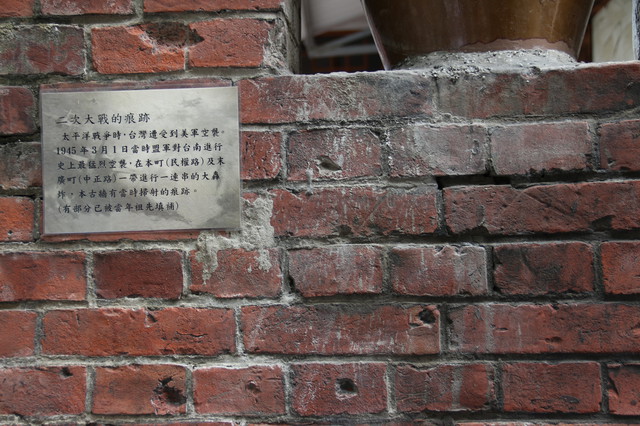 二次大戰的痕跡
太平洋戰爭時，台灣遭受到美軍空襲。
1945年3月1日當時盟軍對台南進行
史上最猛烈空襲，在本町(民權路)及末
廣町(中正路)一帶進行一連串的大轟
炸。本古牆有當時掃射的痕跡。
(有部分已被當年祖先填補)